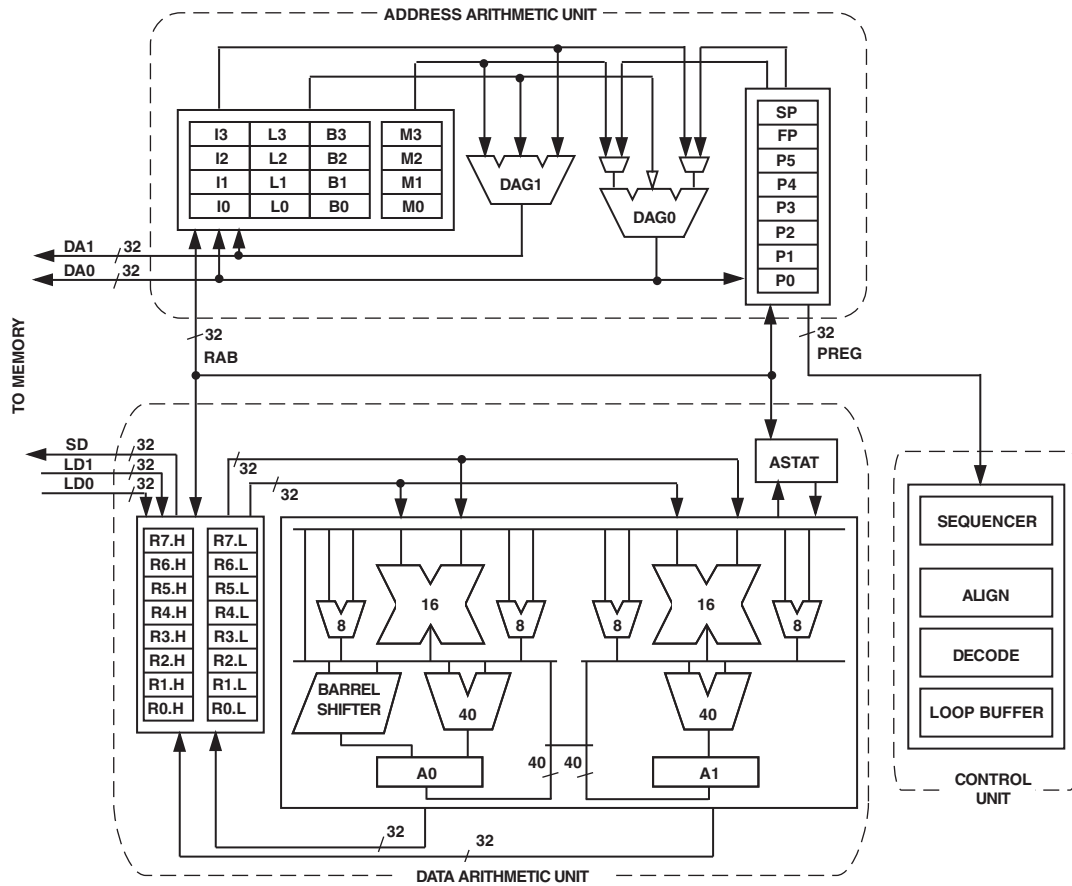 ADDRESS ARITHMETIC UNIT
SP
FP
P5
P4
P3
P2
P1
P0
I3 L3 B3 M3
I2 L2 B2 M2
I1 L1 B1 M1
I0 L0 B0 M0
DAG1
DAG0
DA1 32
DA0 32
32
RAB
32
PREG
TO MEMORY
SD 32
LD1 32
LD0 32
32
32
ASTAT
R7.H R7.L
R6.H R6.L
R5.H R5.L
R4.H R4.L
R3.H R3.L
R2.H R2.L
R1.H R1.L
R0.H R0.L
16
8
8
8
16
8
BARREL
SHIFTER
40
40
A0
40
40
A1
32
32
DATA ARITHMETIC UNIT
SEQUENCER
ALIGN
DECODE
LOOP BUFFER
CONTROL
UNIT